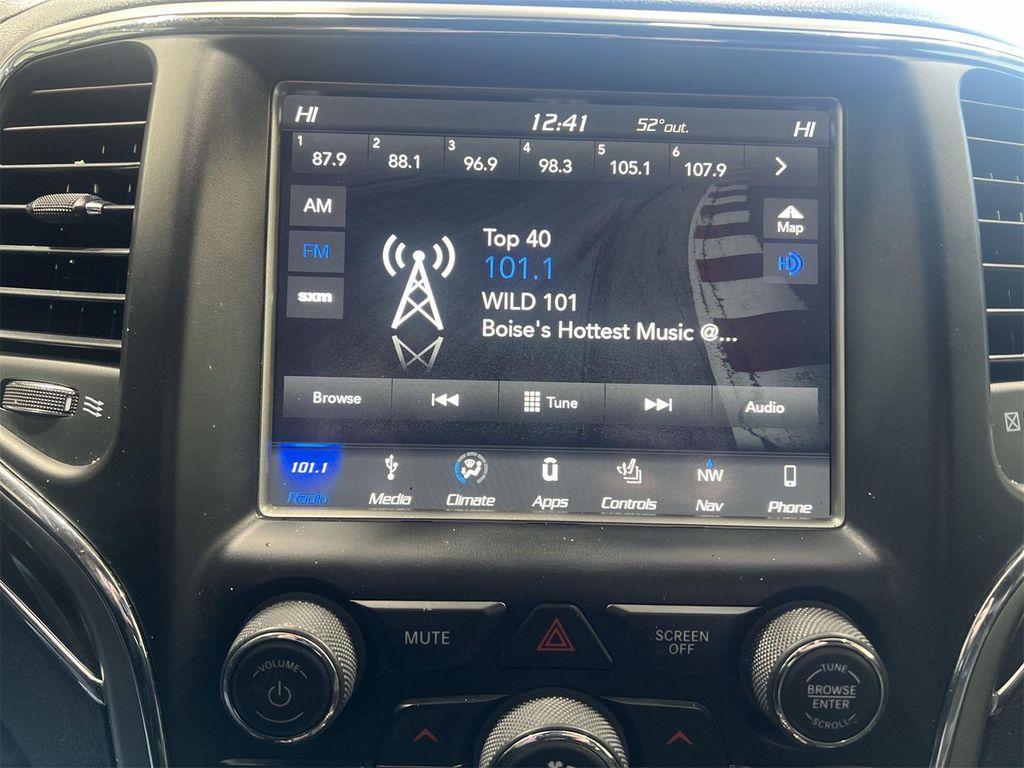 HI 12:41 52°out. HI
1 87.9 2 88.1 3 96.9 4 98.3 5 105.1 6 107.9
AM
FM
sxm
Top 40
101.1
WILD 101
Boise's Hottest Music @...
Map
HD
Browse Tune Audio
101.1 NW
Radio Media Climate Apps Controls Nav Phone
MUTE
SCREEN
OFF
VOLUME
TUNE
BROWSE
ENTER
SCROLL